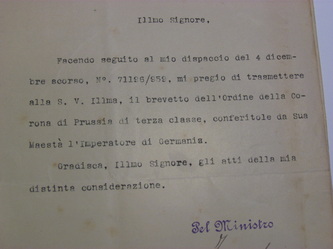 Illmo Signore,
Facendo seguito al mio dispaccio del 4 dicem-
bre scorso, N°. 71196/959, mi pregio di trasmettere
alla S. V. Illma, il brevetto dell'Ordine della Co-
rona di Prussia di terza classe, conferitole da Sua
Maestà l'Imperatore di Germania.
Gradisca, Illmo Signore, gli atti della mia
distinta considerazione.
Pel Ministro